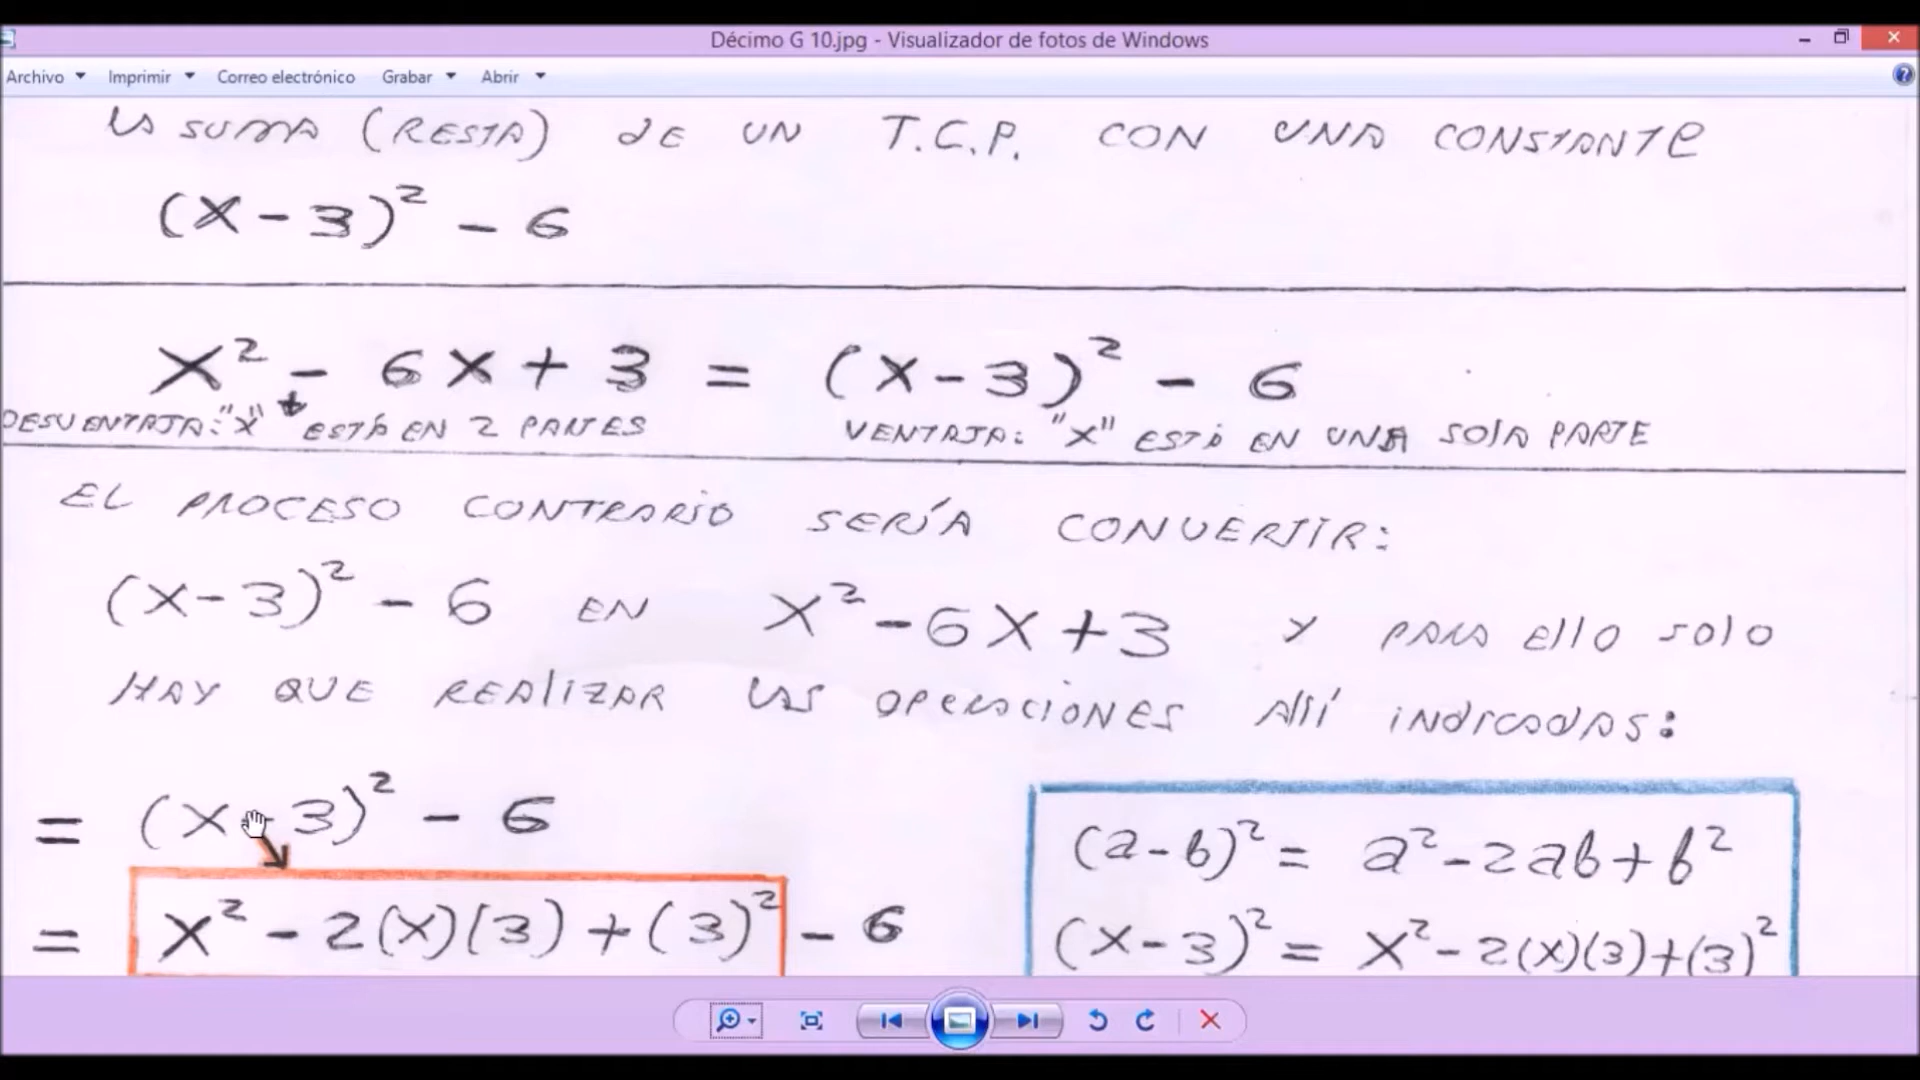 Décimo G 10.jpg - Visualizador de fotos de Windows
Archivo Imprimir Correo electrónico Grabar Abrir
LA SUMA (RESTA) DE UN T.C.P. CON UNA CONSTANTE
(x - 3)² - 6
x² - 6x + 3 = (x - 3)² - 6
DESVENTAJA: "X" ESTÁ EN 2 PARTES VENTAJA: "X" ESTÁ EN UNA SOLA PARTE
EL PROCESO CONTRARIO SERÍA CONVERTIR:
(x - 3)² - 6 EN x² - 6x + 3 Y PARA ELLO SOLO
HAY QUE REALIZAR LAS OPERACIONES ALLÍ INDICADAS:
= (x - 3)² - 6
= x² - 2(x)(3) + (3)² - 6
(a - b)² = a² - 2ab + b²
(x - 3)² = x² - 2(x)(3) + (3)²